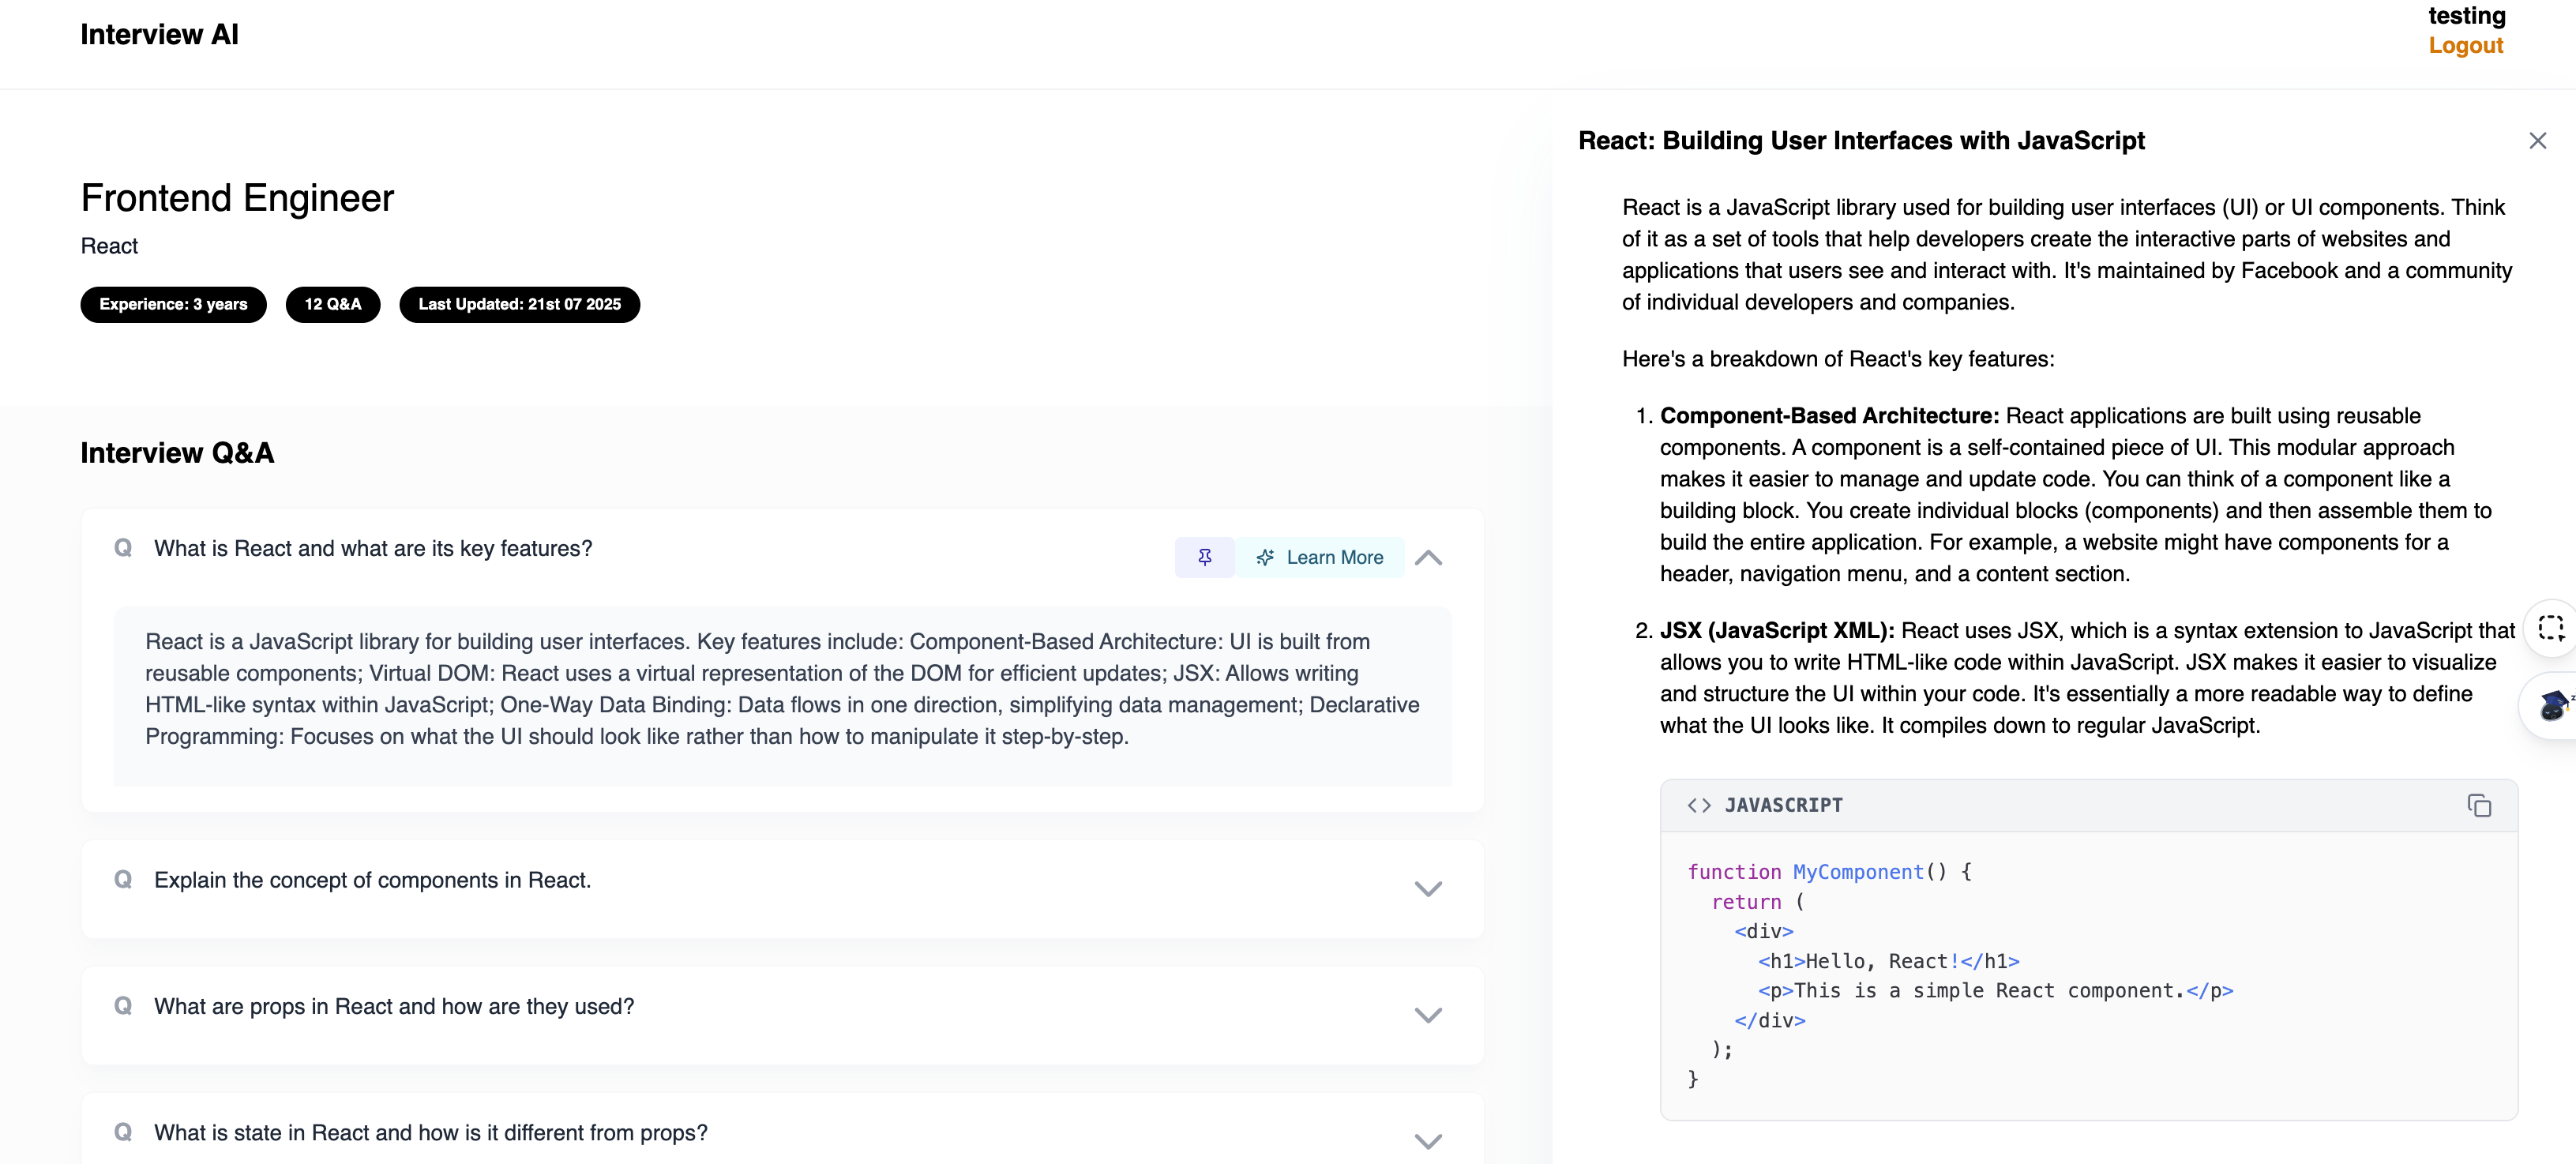 Interview AI
testing
Logout
Frontend Engineer
React
Experience: 3 years
12 Q&A
Last Updated: 21st 07 2025
Interview Q&A
Q What is React and what are its key features?
Learn More
React is a JavaScript library for building user interfaces. Key features include: Component-Based Architecture: UI is built from
reusable components; Virtual DOM: React uses a virtual representation of the DOM for efficient updates; JSX: Allows writing
HTML-like syntax within JavaScript; One-Way Data Binding: Data flows in one direction, simplifying data management; Declarative
Programming: Focuses on what the UI should look like rather than how to manipulate it step-by-step.
Q Explain the concept of components in React.
Q What are props in React and how are they used?
Q What is state in React and how is it different from props?
React: Building User Interfaces with JavaScript
React is a JavaScript library used for building user interfaces (UI) or UI components. Think
of it as a set of tools that help developers create the interactive parts of websites and
applications that users see and interact with. It's maintained by Facebook and a community
of individual developers and companies.
Here's a breakdown of React's key features:
1. Component-Based Architecture: React applications are built using reusable
components. A component is a self-contained piece of UI. This modular approach
makes it easier to manage and update code. You can think of a component like a
building block. You create individual blocks (components) and then assemble them to
build the entire application. For example, a website might have components for a
header, navigation menu, and a content section.
2. JSX (JavaScript XML): React uses JSX, which is a syntax extension to JavaScript that
allows you to write HTML-like code within JavaScript. JSX makes it easier to visualize
and structure the UI within your code. It's essentially a more readable way to define
what the UI looks like. It compiles down to regular JavaScript.
JAVASCRIPT
function MyComponent() {
  return (
    <div>
      <h1>Hello, React!</h1>
      <p>This is a simple React component.</p>
    </div>
  );
}